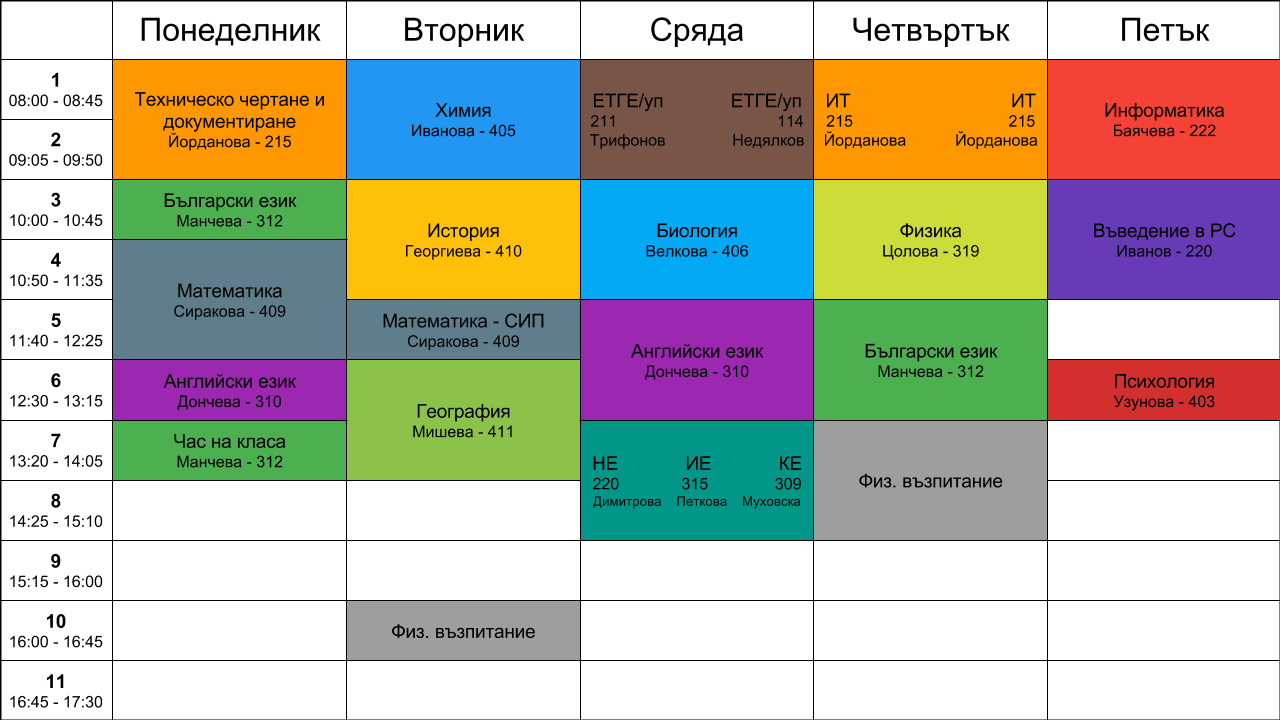 Понеделник Вторник Сряда Четвъртък Петък
1
08:00 - 08:45
2
09:05 - 09:50
Техническо чертане и
документиране
Йорданова - 215
Химия
Иванова - 405
ЕТГЕ/уп ЕТГЕ/уп
211 114
Трифонов Недялков
ИТ ИТ
215 215
Йорданова Йорданова
Информатика
Баячева - 222
3
10:00 - 10:45
Български език
Манчева - 312
История
Георгиева - 410
Биология
Велкова - 406
Физика
Цолова - 319
Въведение в РС
Иванов - 220
4
10:50 - 11:35
Математика
Сиракова - 409
5
11:40 - 12:25
Математика - СИП
Сиракова - 409
Английски език
Дончева - 310
Български език
Манчева - 312
6
12:30 - 13:15
Английски език
Дончева - 310
География
Мишева - 411
Психология
Узунова - 403
7
13:20 - 14:05
Час на класа
Манчева - 312
НЕ ИЕ КЕ
220 315 309
Димитрова Петкова Муховска
Физ. възпитание
8
14:25 - 15:10
9
15:15 - 16:00
10
16:00 - 16:45
Физ. възпитание
11
16:45 - 17:30